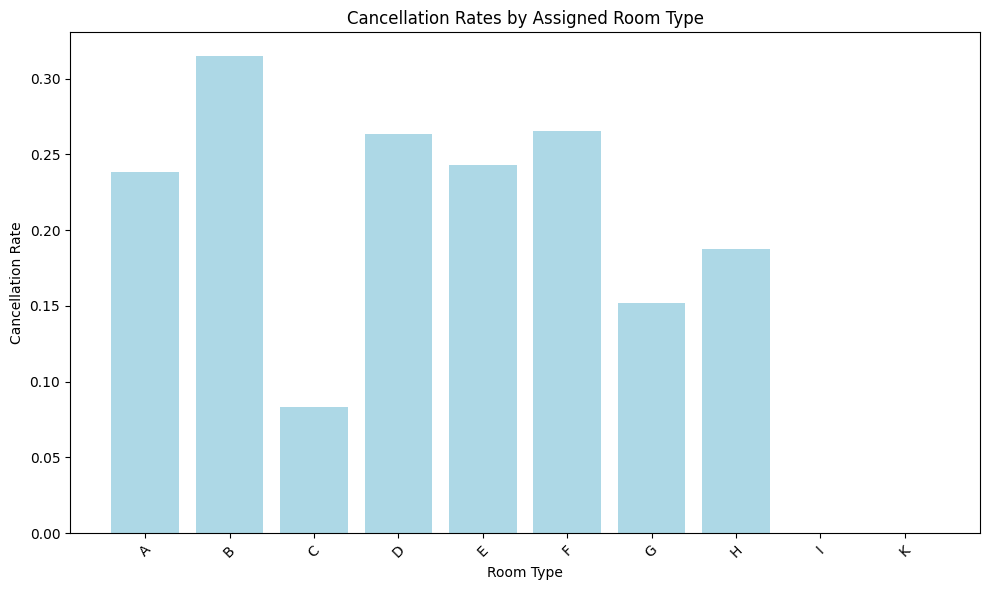 Cancellation Rates by Assigned Room Type
Cancellation Rate
0.30
0.25
0.20
0.15
0.10
0.05
0.00
A B C D E F G H I K
Room Type